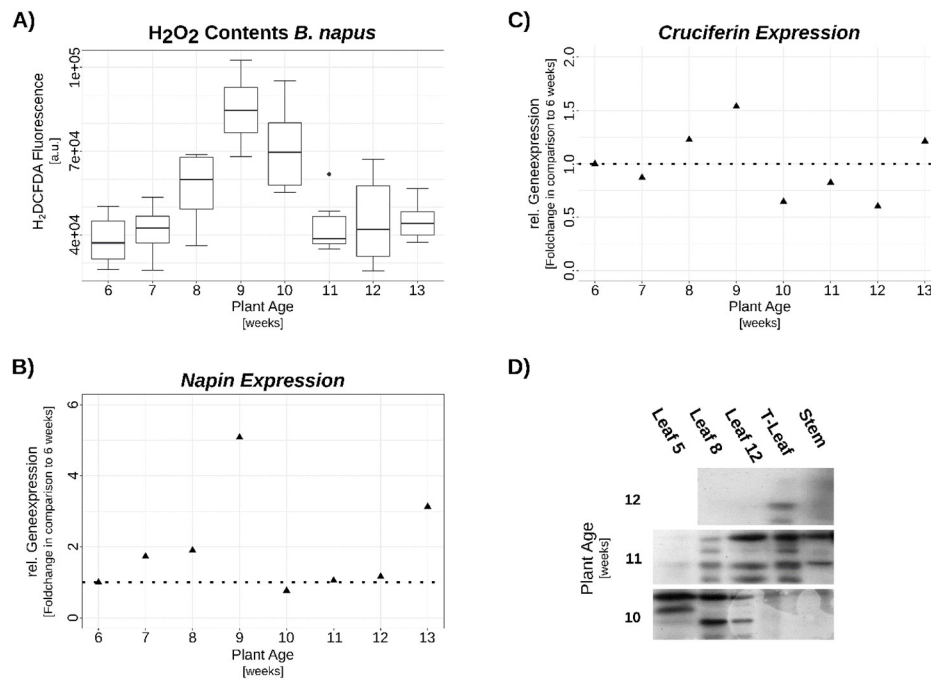 A)
H₂O₂ Contents B. napus
H₂DCFDA Fluorescence
[a.u.]
1e+05
7e+04
4e+04
6 7 8 9 10 11 12 13
Plant Age
[weeks]
B)
Napin Expression
rel. Geneexpression
[Foldchange in comparison to 6 weeks]
6
4
2
0
6 7 8 9 10 11 12 13
Plant Age
[weeks]
C)
Cruciferin Expression
rel. Geneexpression
[Foldchange in comparison to 6 weeks]
2.0
1.5
1.0
0.5
0.0
6 7 8 9 10 11 12 13
Plant Age
[weeks]
D)
Leaf 5
Leaf 8
Leaf 12
T-Leaf
Stem
Plant Age
[weeks]
12
11
10